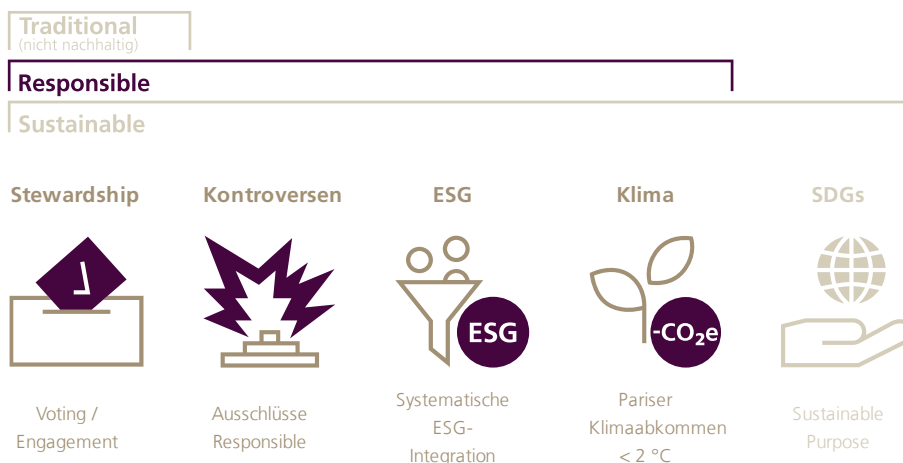 Traditional
(nicht nachhaltig)
Responsible
Sustainable
Stewardship
Kontroversen
ESG
Klima
SDGs
ESG
-CO₂e
Voting /
Engagement
Ausschlüsse
Responsible
Systematische
ESG-
Integration
Pariser
Klimaabkommen
< 2 °C
Sustainable
Purpose